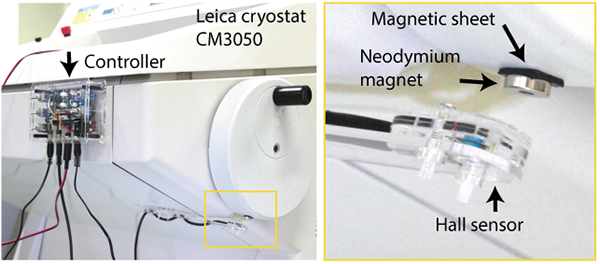 Leica cryostat
CM3050
Controller
Magnetic sheet
Neodymium
magnet
Hall sensor